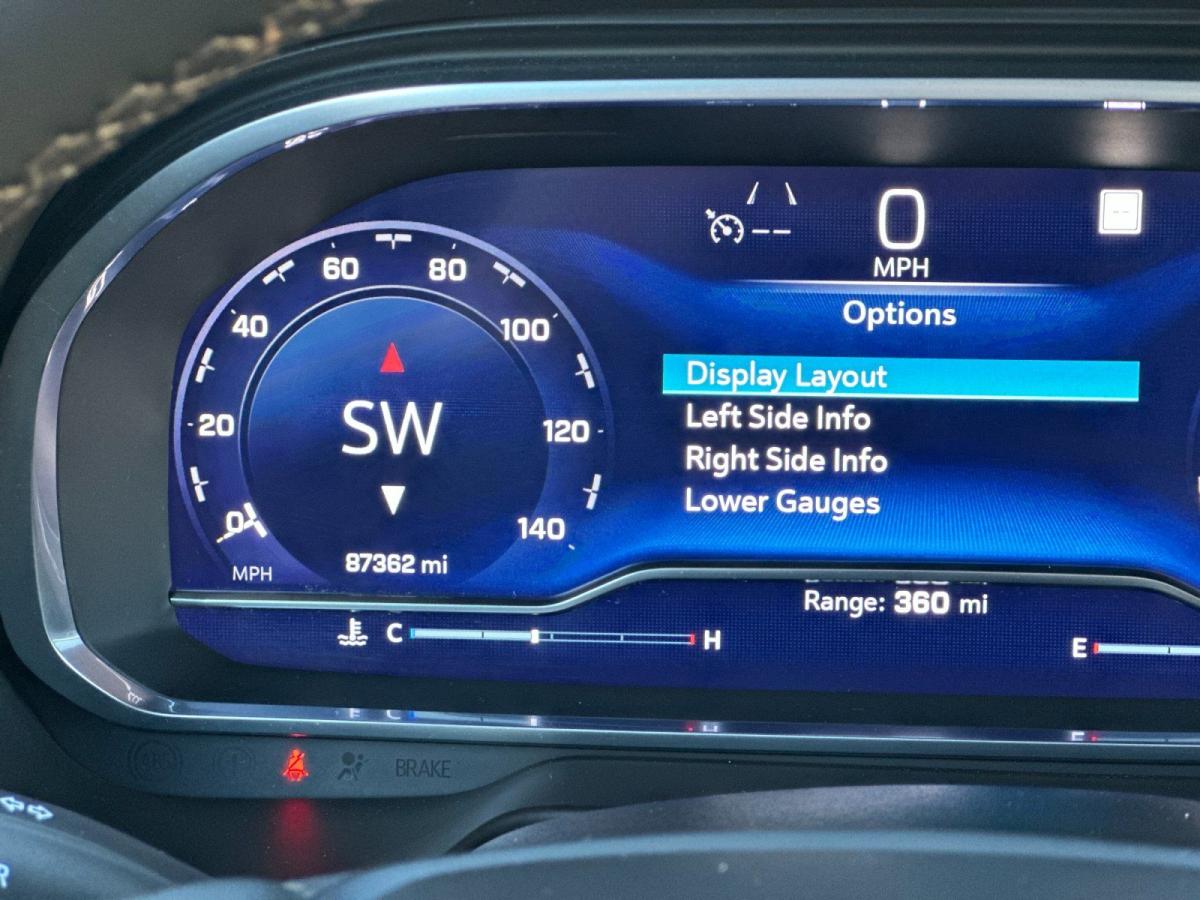 0
MPH
Options
Display Layout
Left Side Info
Right Side Info
Lower Gauges
60
80
40
100
20
120
0
140
SW
87362 mi
MPH
Range: 360 mi
C
H
E
BRAKE
R